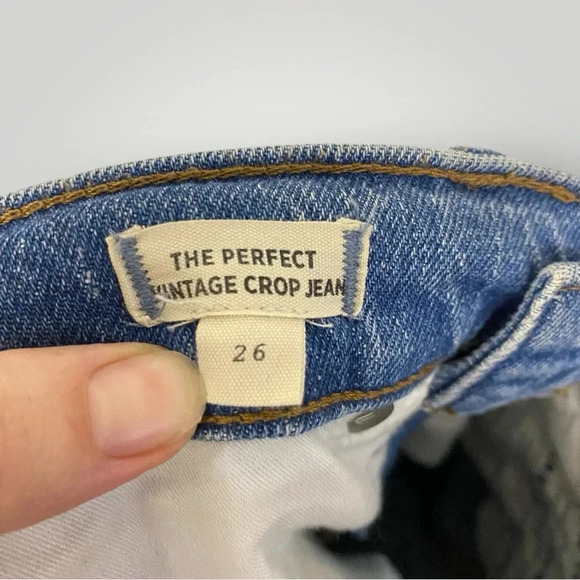 THE PERFECT
VINTAGE CROP JEAN
26